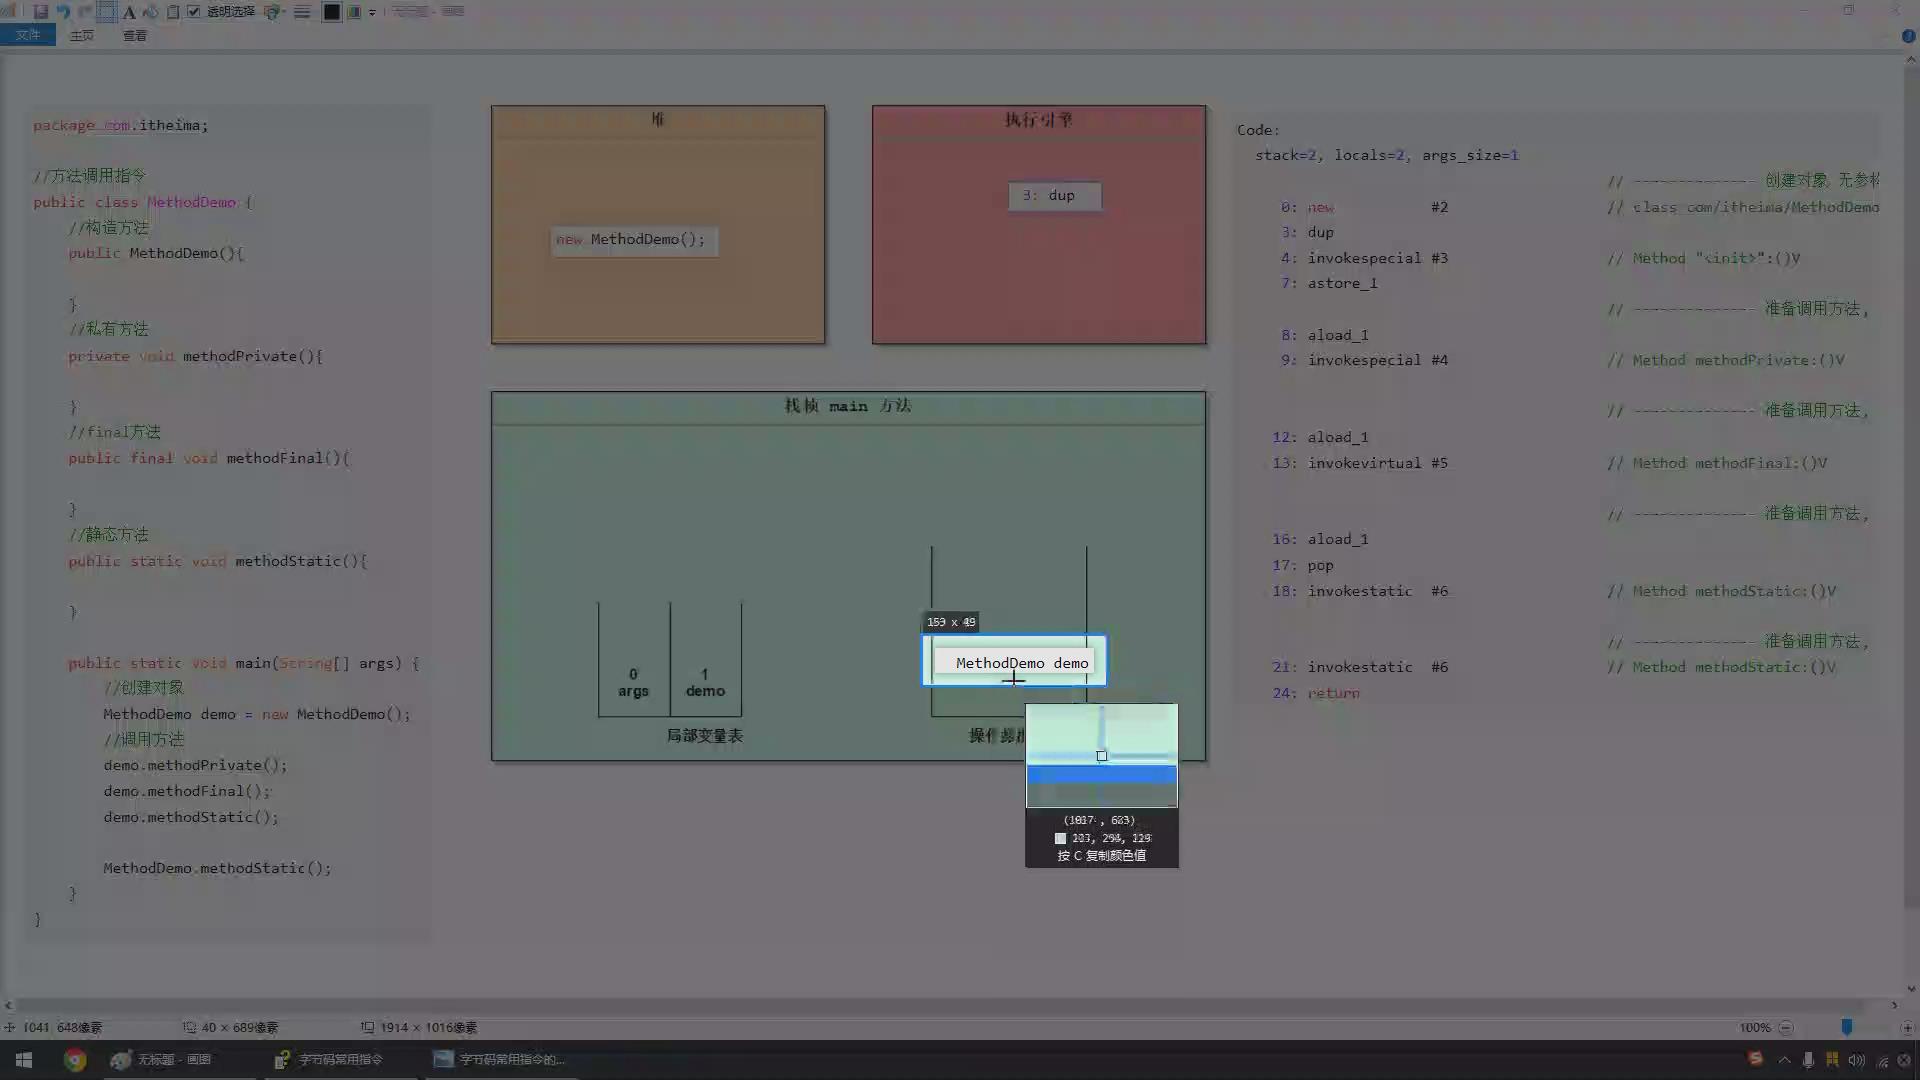 透明选择
文件
主页
查看
package com.itheima;
//方法调用指令
public class MethodDemo {
//构造方法
public MethodDemo(){
}
//私有方法
private void methodPrivate(){
}
//final方法
public final void methodFinal(){
}
//静态方法
public static void methodStatic(){
}
public static void main(String[] args) {
//创建对象
MethodDemo demo = new MethodDemo();
//调用方法
demo.methodPrivate();
demo.methodFinal();
demo.methodStatic();
MethodDemo.methodStatic();
}
}
堆
new MethodDemo();
执行引擎
3: dup
栈桢 main 方法
0
args
1
demo
局部变量表
159 x 49
MethodDemo demo
操作
按 C 复制颜色值
Code:
stack=2, locals=2, args_size=1
// -------------- 创建对象 无参构
0: new #2 // class com/itheima/MethodDemo
3: dup
4: invokespecial #3 // Method "<init>":()V
7: astore_1
// -------------- 准备调用方法,
8: aload_1
9: invokespecial #4 // Method methodPrivate:()V
// -------------- 准备调用方法,
12: aload_1
13: invokevirtual #5 // Method methodFinal:()V
// -------------- 准备调用方法,
16: aload_1
17: pop
18: invokestatic #6 // Method methodStatic:()V
// -------------- 准备调用方法,
21: invokestatic #6 // Method methodStatic:()V
24: return
1041, 648像素
40 × 689像素
1914 × 1016像素
100%
无标题 - 画图
字节码常用指令
字节码常用指令的...